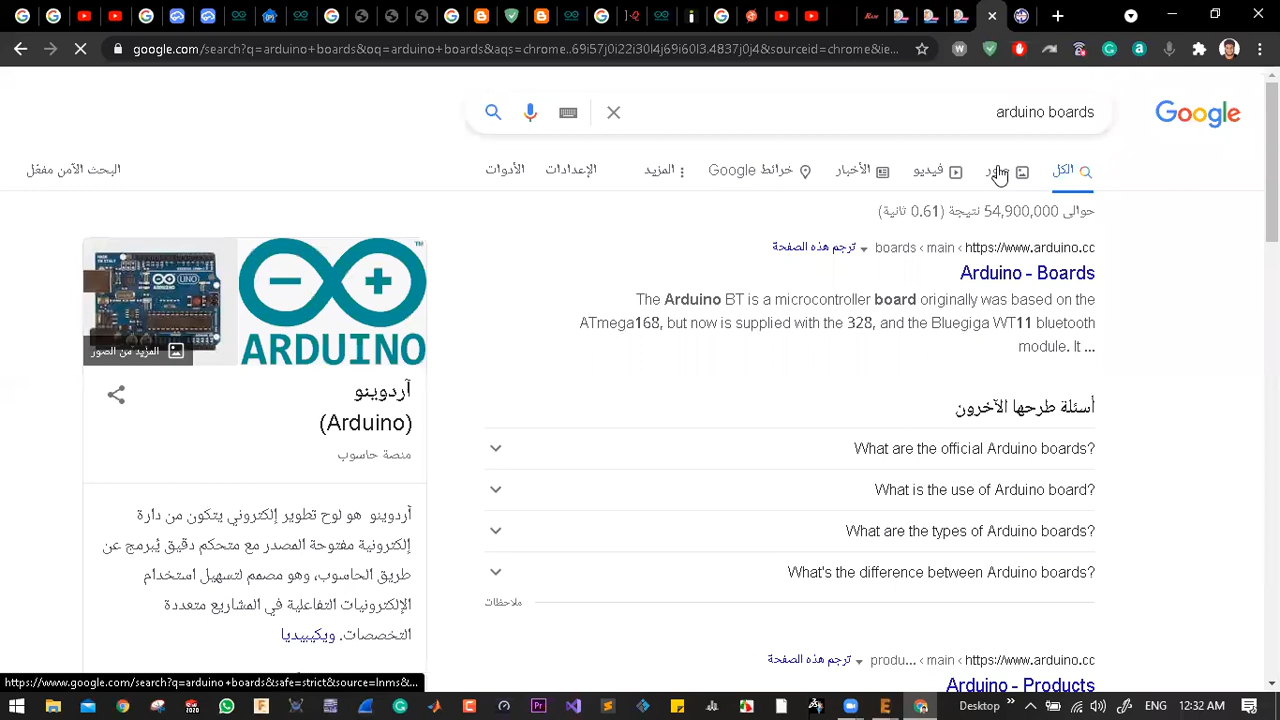 google.com/search?q=arduino+boards&oq=arduino+boards&aqs=chrome..69i57j0i22i30l4j69i60l3.4837j0j4&sourceid=chrome&ie...
arduino boards
Google
الكل
فيديو
الأخبار
خرائط Google
المزيد
الإعدادات
الأدوات
البحث الآمن مفعّل
حوالى 54,900,000 نتيجة (0.61 ثانية)
https://www.arduino.cc › main › boards ترجم هذه الصفحة
Arduino - Boards
The Arduino BT is a microcontroller board originally was based on the
ATmega168, but now is supplied with the 328, and the Bluegiga WT11 bluetooth
module. It ...
أسئلة طرحها الآخرون
What are the official Arduino boards?
What is the use of Arduino board?
What are the types of Arduino boards?
What's the difference between Arduino boards?
ملاحظات
https://www.arduino.cc › main › produ... ترجم هذه الصفحة
Arduino - Products
UNO
ARDUINO
TM
المزيد من الصور
آردوينو
(Arduino)
منصة حاسوب
آردوينو هو لوح تطوير إلكتروني يتكون من دارة
إلكترونية مفتوحة المصدر مع متحكم دقيق يُبرمج عن
طريق الحاسوب، وهو مصمم لتسهيل استخدام
الإلكترونيات التفاعلية في المشاريع متعددة
التخصصات. ويكيبيديا
https://www.google.com/search?q=arduino+boards&safe=strict&source=lnms&...
Desktop
ENG
12:32 AM